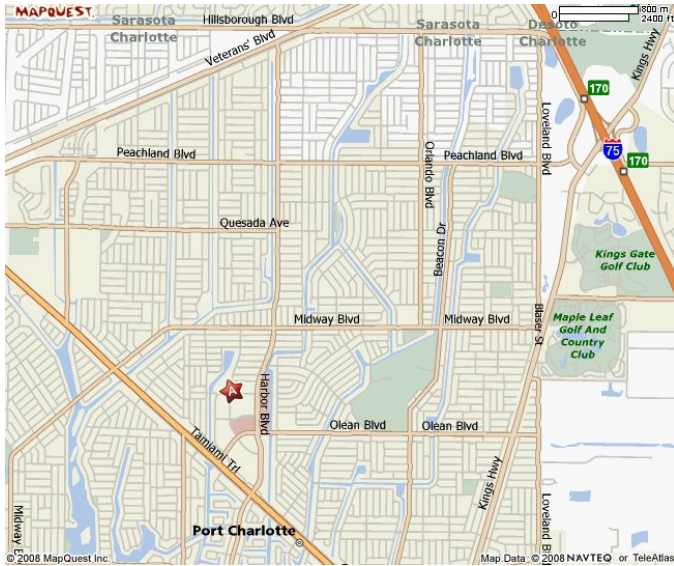 MAPQUEST.
Hillsborough Blvd
Sarasota
Charlotte
Sarasota
Charlotte
Desoto
Charlotte
0
800 m
2400 ft
Veterans' Blvd
Kings Hwy
170
75
170
Loveland Blvd
Peachland Blvd
Orlando Blvd
Peachland Blvd
Quesada Ave
Beacon Dr
Kings Gate
Golf Club
Midway Blvd
Midway Blvd
Blaser St
Maple Leaf
Golf And
Country
Club
A
Harbor Blvd
Olean Blvd
Olean Blvd
Tamiami Trl
Kings Hwy
Loveland Blvd
Midway B
Port Charlotte
© 2008 MapQuest Inc.
Map Data © 2008 NAVTEQ or TeleAtlas